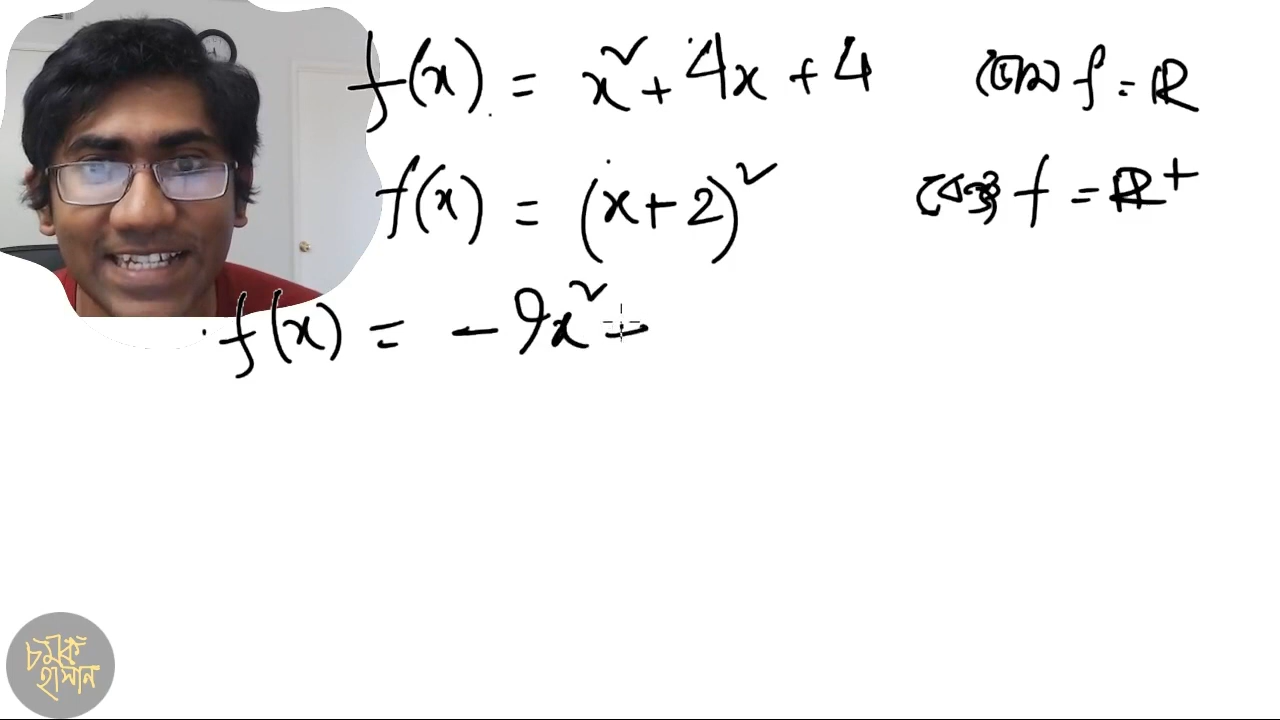 f(x) = x² + 4x + 4 ডোম f = ℝ
f(x) = (x+2)² রেঞ্জ f = ℝ⁺
f(x) = - 9x² -
চমক
হাসান